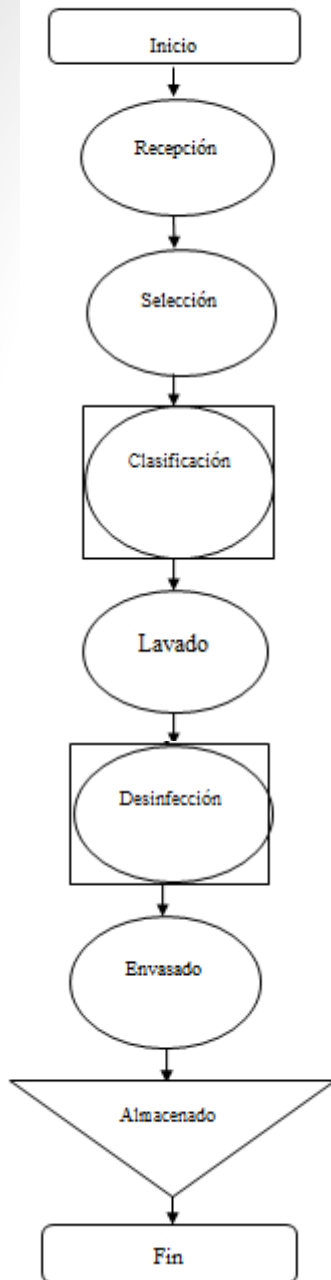 Inicio
Recepción
Selección
Clasificación
Lavado
Desinfección
Envasado
Almacenado
Fin